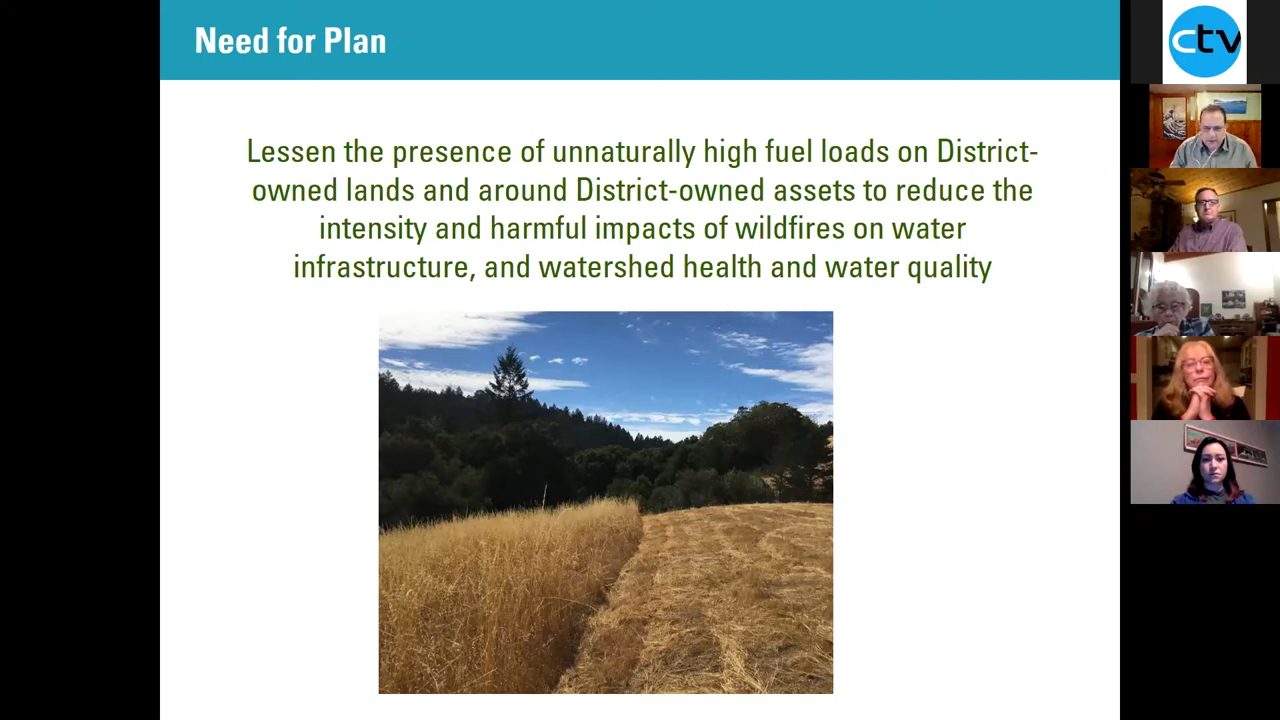 Need for Plan
Lessen the presence of unnaturally high fuel loads on District-
owned lands and around District-owned assets to reduce the
intensity and harmful impacts of wildfires on water
infrastructure, and watershed health and water quality
ctv